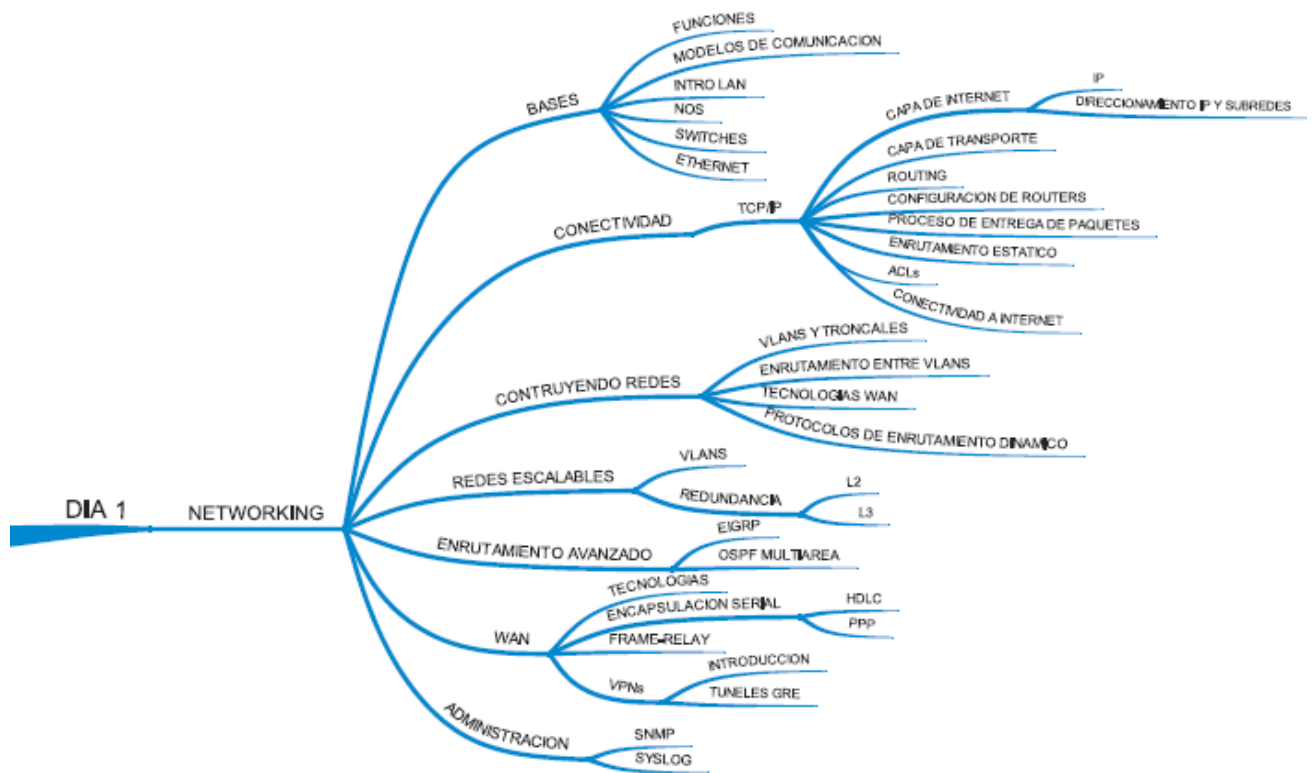 DIA 1
NETWORKING
BASES
FUNCIONES
MODELOS DE COMUNICACION
INTRO LAN
NOS
SWITCHES
ETHERNET
CONECTIVIDAD
TCP/IP
CAPA DE INTERNET
IP
DIRECCIONAMIENTO IP Y SUBREDES
CAPA DE TRANSPORTE
ROUTING
CONFIGURACION DE ROUTERS
PROCESO DE ENTREGA DE PAQUETES
ENRUTAMIENTO ESTATICO
ACLs
CONECTIVIDAD A INTERNET
CONTRUYENDO REDES
VLANS Y TRONCALES
ENRUTAMIENTO ENTRE VLANS
TECNOLOGIAS WAN
PROTOCOLOS DE ENRUTAMIENTO DINAMICO
REDES ESCALABLES
VLANS
REDUNDANCIA
L2
L3
ENRUTAMIENTO AVANZADO
EIGRP
OSPF MULTIAREA
WAN
TECNOLOGIAS
ENCAPSULACION SERIAL
HDLC
PPP
FRAME-RELAY
VPNs
INTRODUCCION
TUNELES GRE
ADMINISTRACION
SNMP
SYSLOG